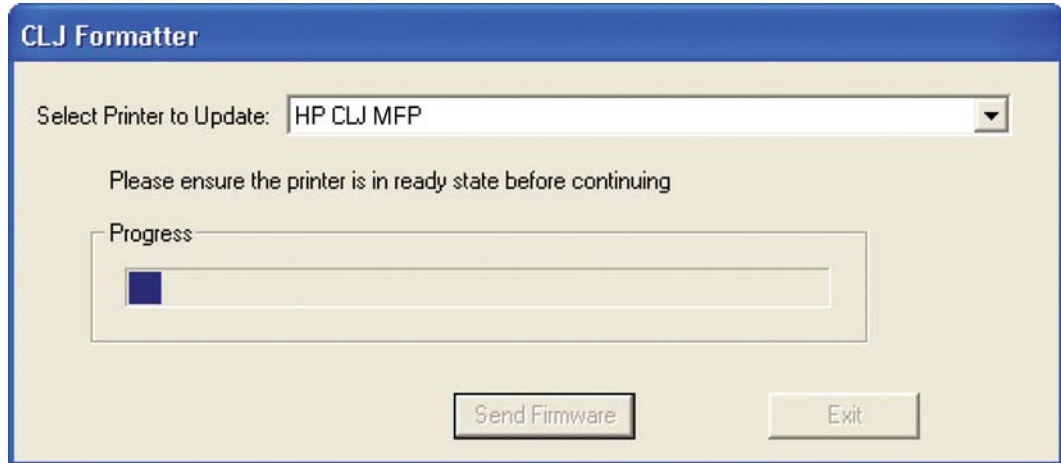 CLJ Formatter
Select Printer to Update: HP CLJ MFP
Please ensure the printer is in ready state before continuing
Progress
Send Firmware Exit